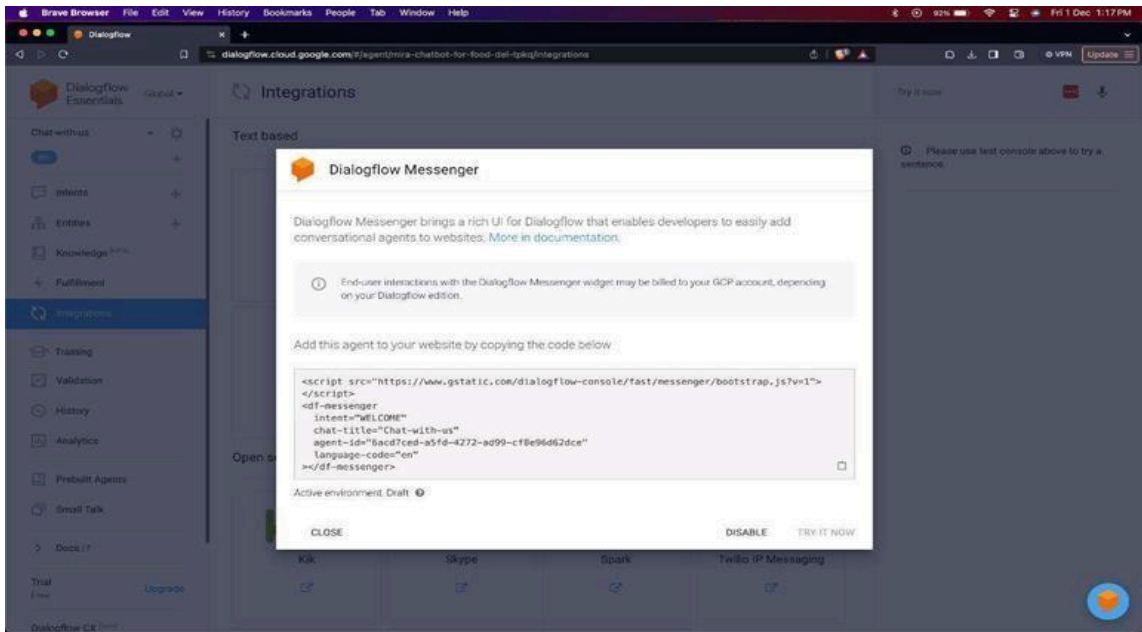 Brave Browser File Edit View History Bookmarks People Tab Window Help
92% Fri 1 Dec 1:17 PM
Dialogflow
dialogflow.cloud.google.com/#/agent/mira-chatbot-for-food-del-tpkq/integrations
VPN Update
Dialogflow
Essentials
Global
Integrations
Try it now
Chat-with-us
en
Text based
Please use test console above to try a
sentence.
Dialogflow Messenger
Intents
Entities
Knowledge
Fulfillment
Integrations
Training
Validation
History
Analytics
Prebuilt Agents
Small Talk
Docs
Trial
Upgrade
Dialogflow CX
Dialogflow Messenger brings a rich UI for Dialogflow that enables developers to easily add
conversational agents to websites. More in documentation.
End-user interactions with the Dialogflow Messenger widget may be billed to your GCP account, depending
on your Dialogflow edition.
Add this agent to your website by copying the code below
<script src="https://www.gstatic.com/dialogflow-console/fast/messenger/bootstrap.js?v=1">
</script>
<df-messenger
intent="WELCOME"
chat-title="Chat-with-us"
agent-id="6acd7ced-a5fd-4272-ad99-cf8e96d62dce"
language-code="en"
></df-messenger>
Active environment: Draft
CLOSE
DISABLE
TRY IT NOW
Open s
Kik
Skype
Spark
Twilio IP Messaging